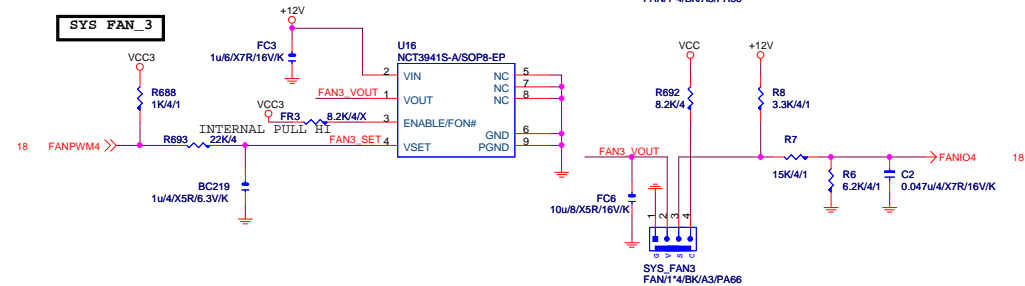 FAN/1*4/BK/A3/PA66
SYS FAN_3
+12V
FC3
1u/6/X7R/16V/K
U16
NCT3941S-A/SOP8-EP
VCC3
R688
1K/4/1
VCC3
FR3
8.2K/4/X
INTERNAL PULL HI
18 FANPWM4
R693
22K/4
BC219
1u/4/X5R/6.3V/K
FAN3_VOUT
FAN3_SET
2 VIN
1 VOUT
3 ENABLE/FON#
4 VSET
NC 5
NC 7
NC 8
GND 6
PGND 9
VCC
R692
8.2K/4
+12V
R8
3.3K/4/1
FAN3_VOUT
FC6
10u/8/X5R/16V/K
R7
15K/4/1
R6
6.2K/4/1
C2
0.047u/4/X7R/16V/K
FANIO4 18
1 2 3 4
G V S C
SYS_FAN3
FAN/1*4/BK/A3/PA66